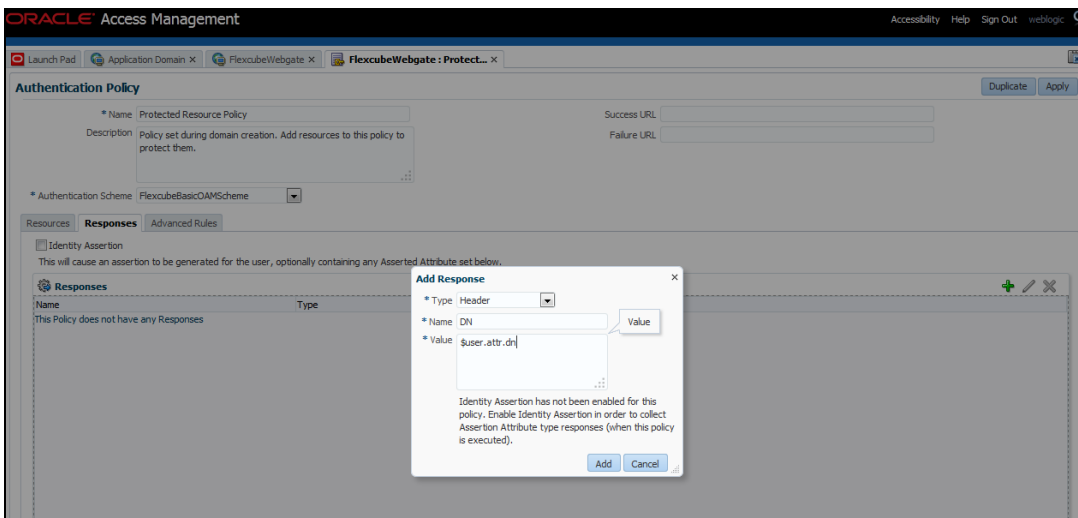 ORACLE Access Management
Accessibility Help Sign Out weblogic
Launch Pad Application Domain × FlexcubeWebgate × FlexcubeWebgate : Protect... ×
Authentication Policy
Duplicate Apply
* Name Protected Resource Policy
Success URL
Description Policy set during domain creation. Add resources to this policy to
protect them.
Failure URL
* Authentication Scheme FlexcubeBasicOAMScheme
Resources Responses Advanced Rules
Identity Assertion
This will cause an assertion to be generated for the user, optionally containing any Asserted Attribute set below.
Responses
Name Type
This Policy does not have any Responses
Add Response ×
* Type Header
* Name DN
Value
* Value $user.attr.dn
Identity Assertion has not been enabled for this
policy. Enable Identity Assertion in order to collect
Assertion Attribute type responses (when this policy
is executed).
Add Cancel